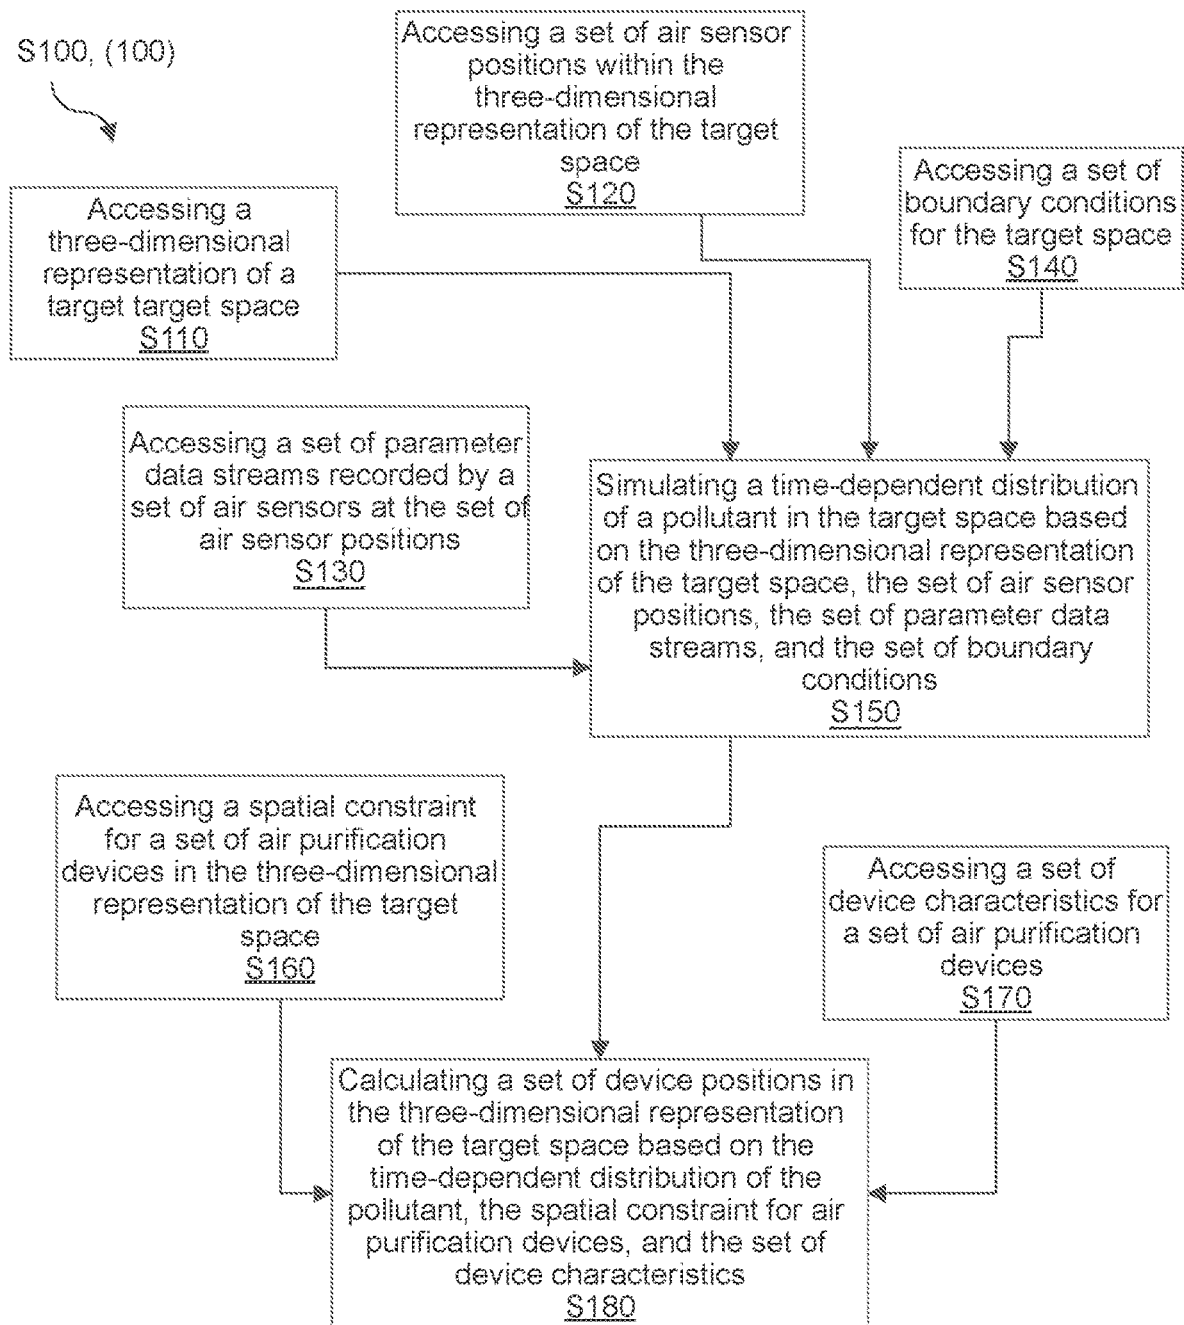 S100, (100)
Accessing a set of air sensor
positions within the
three-dimensional
representation of the target
space
S120
Accessing a set of
boundary conditions
for the target space
S140
Accessing a
three-dimensional
representation of a
target target space
S110
Accessing a set of parameter
data streams recorded by a
set of air sensors at the set of
air sensor positions
S130
Simulating a time-dependent distribution
of a pollutant in the target space based
on the three-dimensional representation
of the target space, the set of air sensor
positions, the set of parameter data
streams, and the set of boundary
conditions
S150
Accessing a spatial constraint
for a set of air purification
devices in the three-dimensional
representation of the target
space
S160
Accessing a set of
device characteristics for
a set of air purification
devices
S170
Calculating a set of device positions in
the three-dimensional representation
of the target space based on the
time-dependent distribution of the
pollutant, the spatial constraint for air
purification devices, and the set of
device characteristics
S180